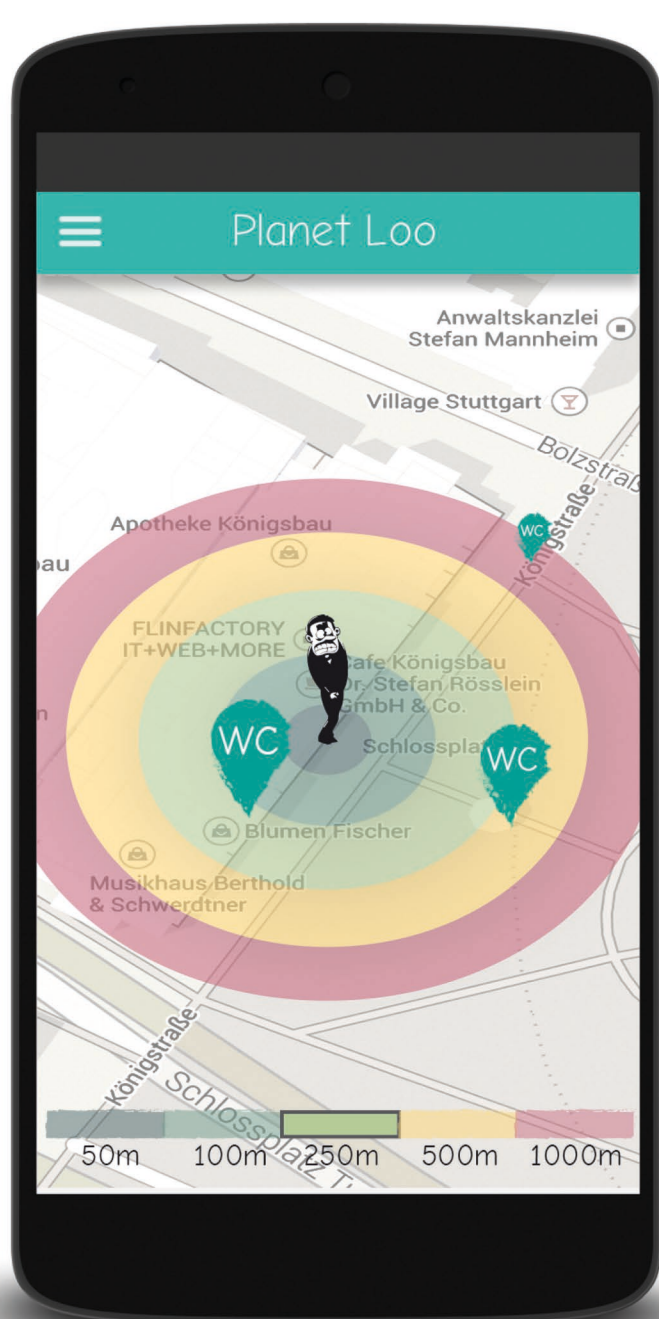 Planet Loo
Anwaltskanzlei
Stefan Mannheim
Village Stuttgart
Bolzstraß
Königstraße
Apotheke Königsbau
au
WC
FLINFACTORY
IT+WEB+MORE
Cafe Königsbau
Dr. Stefan Rösslein
GmbH & Co.
n
WC
Schlosspla
WC
Blumen Fischer
Musikhaus Berthold
& Schwerdtner
Königstraße
Schlossplatz Tu
50m
100m
250m
500m
1000m